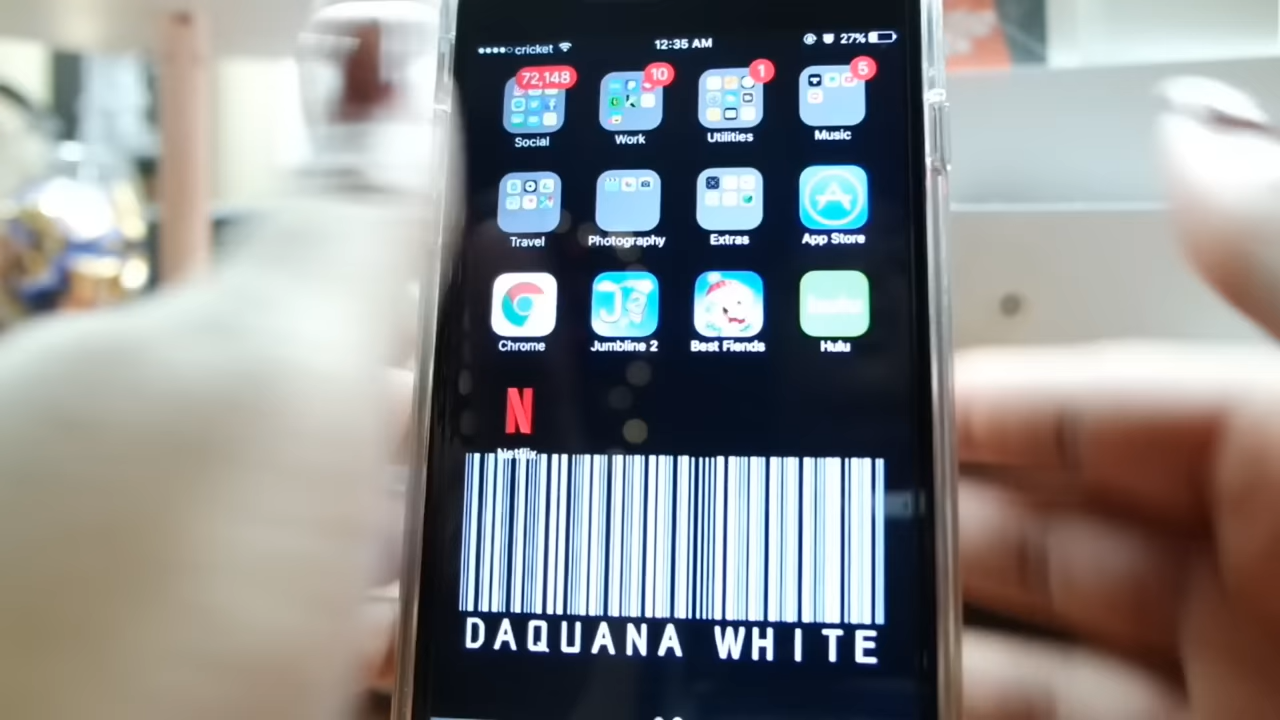 cricket 12:35 AM 27%
72,148 10 1 5
Social Work Utilities Music
Travel Photography Extras App Store
Chrome Jumbline 2 Best Fiends Hulu
N
Netflix
DAQUANA WHITE